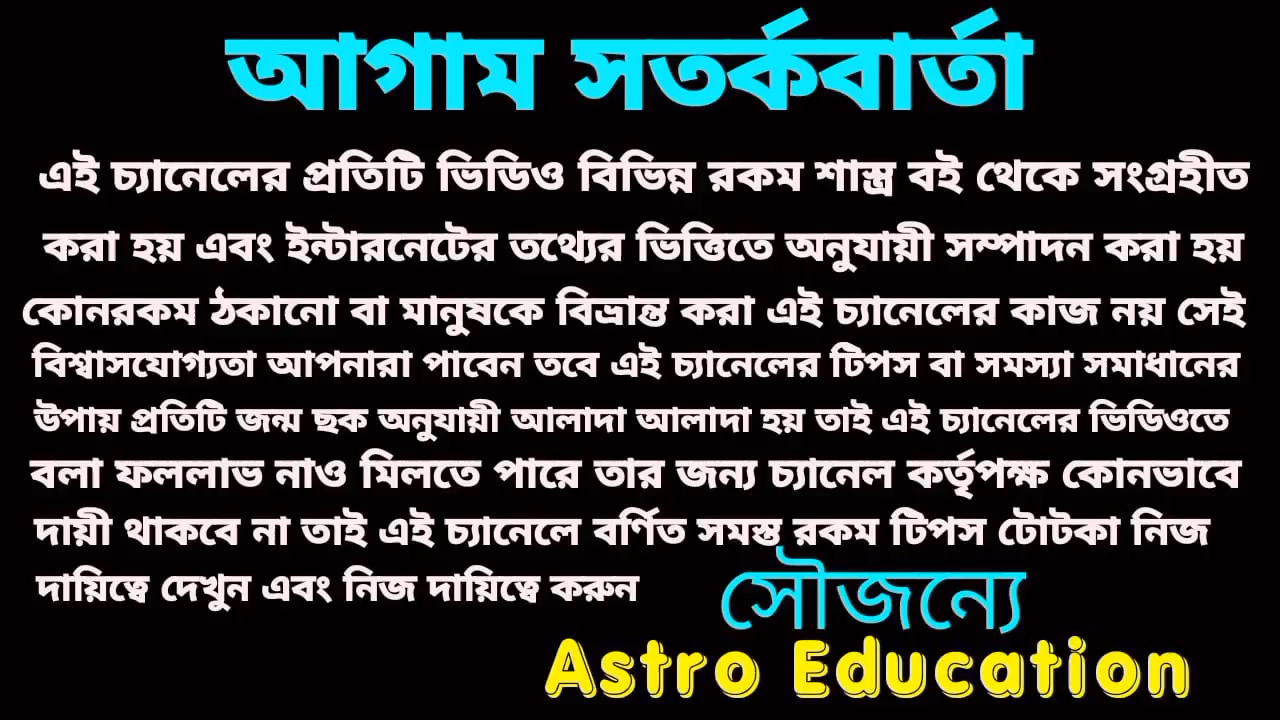 আগাম সতর্কবার্তা
এই চ্যানেলের প্রতিটি ভিডিও বিভিন্ন রকম শাস্ত্র বই থেকে সংগ্রহীত
করা হয় এবং ইন্টারনেটের তথ্যের ভিত্তিতে অনুযায়ী সম্পাদন করা হয়
কোনরকম ঠকানো বা মানুষকে বিভ্রান্ত করা এই চ্যানেলের কাজ নয় সেই
বিশ্বাসযোগ্যতা আপনারা পাবেন তবে এই চ্যানেলের টিপস বা সমস্যা সমাধানের
উপায় প্রতিটি জন্ম ছক অনুযায়ী আলাদা আলাদা হয় তাই এই চ্যানেলের ভিডিওতে
বলা ফললাভ নাও মিলতে পারে তার জন্য চ্যানেল কর্তৃপক্ষ কোনভাবে
দায়ী থাকবে না তাই এই চ্যানেলে বর্ণিত সমস্ত রকম টিপস টোটকা নিজ
দায়িত্বে দেখুন এবং নিজ দায়িত্বে করুন
সৌজন্যে
Astro Education